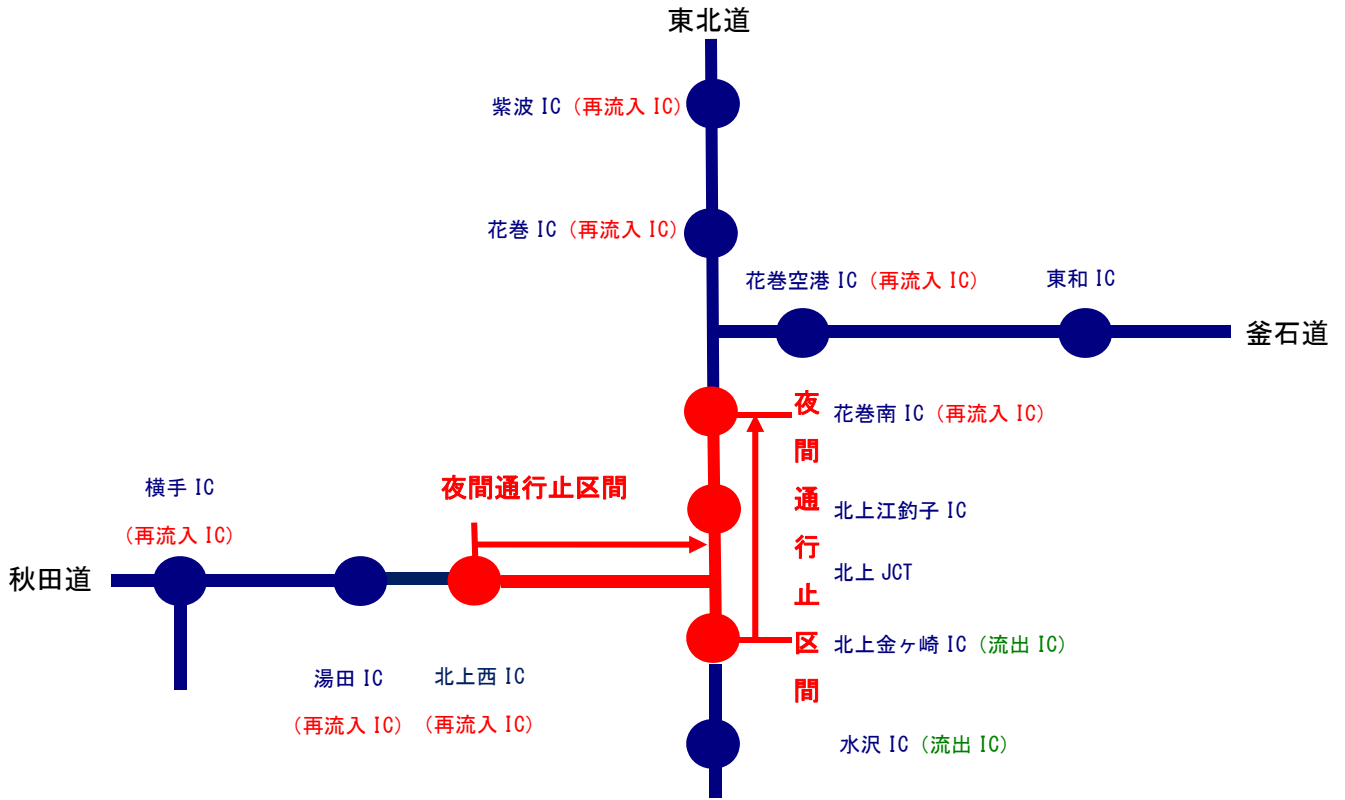 東北道
紫波 IC (再流入 IC)
花巻 IC (再流入 IC)
花巻空港 IC (再流入 IC)
東和 IC
釜石道
花巻南 IC (再流入 IC)
夜間通行止区間
夜間通行止区間
北上江釣子 IC
横手 IC
(再流入 IC)
秋田道
北上 JCT
北上金ヶ崎 IC (流出 IC)
湯田 IC
(再流入 IC)
北上西 IC
(再流入 IC)
水沢 IC (流出 IC)